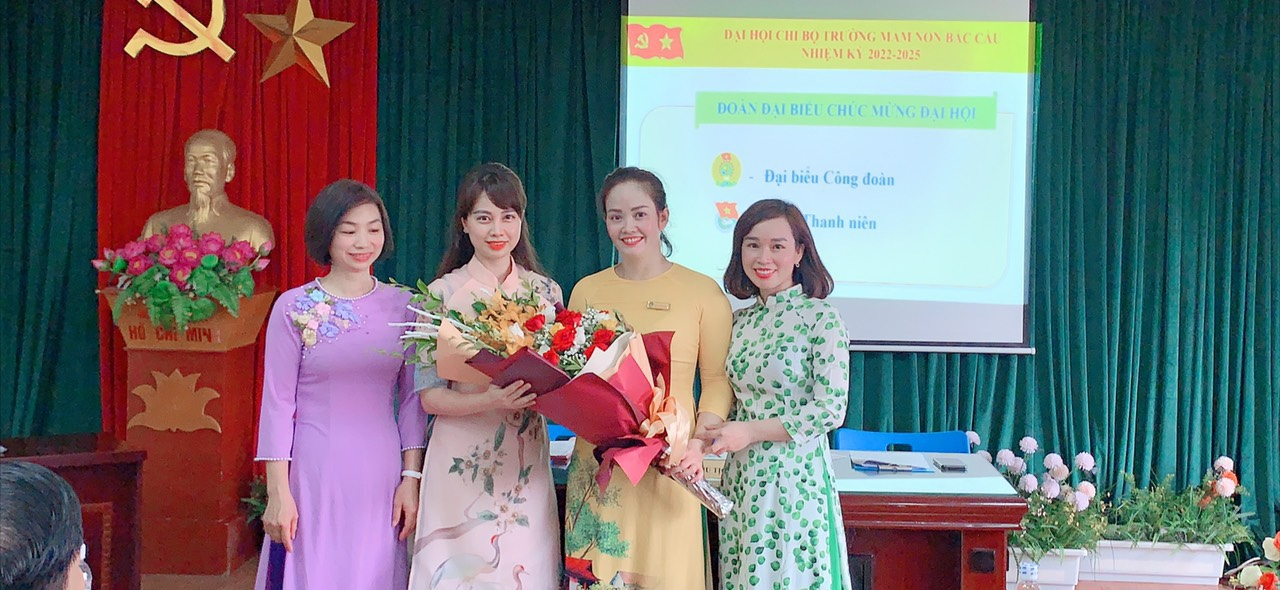 ĐẠI HỘI CHI BỘ TRƯỜNG MẦM NON BẮC CẦU
NHIỆM KỲ 2022-2025
ĐOÀN ĐẠI BIỂU CHÚC MỪNG ĐẠI HỘI
- Đại biểu Công đoàn
Thanh niên
HỒ CHÍ MIN